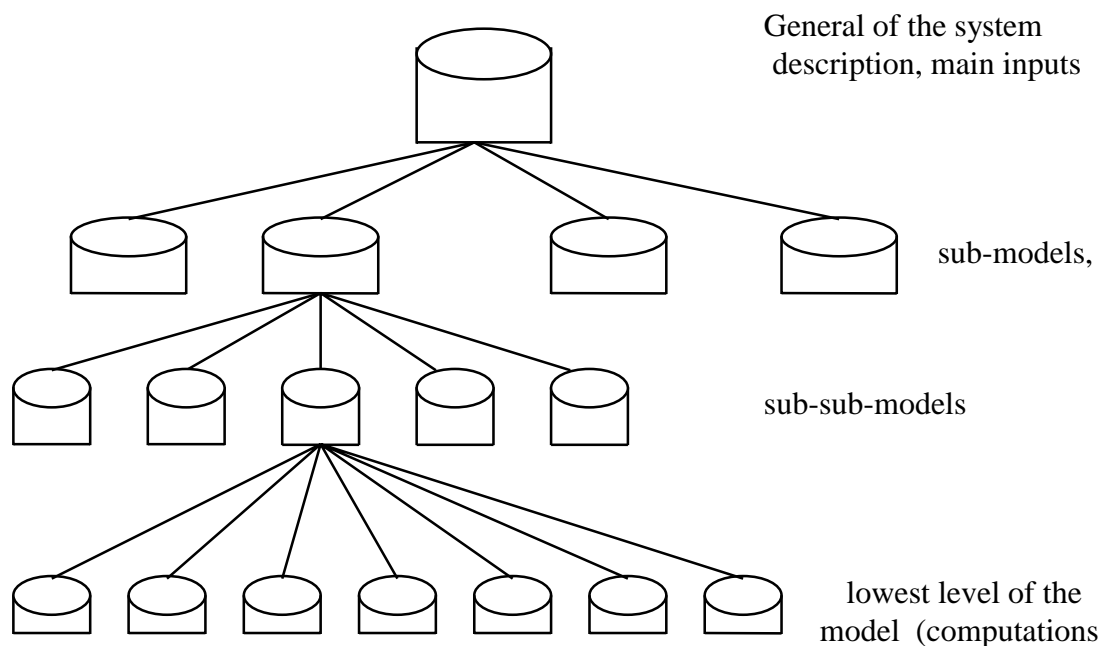 General of the system
description, main inputs
sub-models,
sub-sub-models
lowest level of the
model (computations